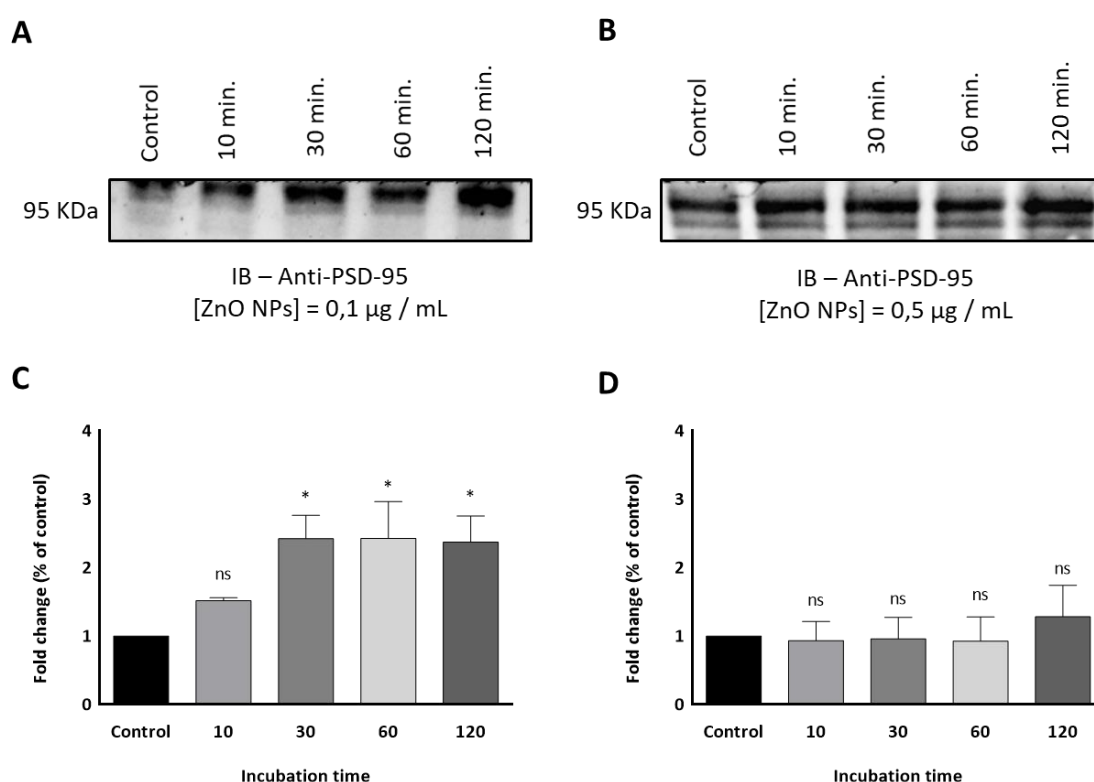 A
Control
10 min.
30 min.
60 min.
120 min.
95 KDa
IB – Anti-PSD-95
[ZnO NPs] = 0,1 µg / mL
B
Control
10 min.
30 min.
60 min.
120 min.
95 KDa
IB – Anti-PSD-95
[ZnO NPs] = 0,5 µg / mL
C
Fold change (% of control)
4
3
2
1
0
ns
*
*
*
Control 10 30 60 120
Incubation time
D
Fold change (% of control)
4
3
2
1
0
ns
ns
ns
ns
Control 10 30 60 120
Incubation time